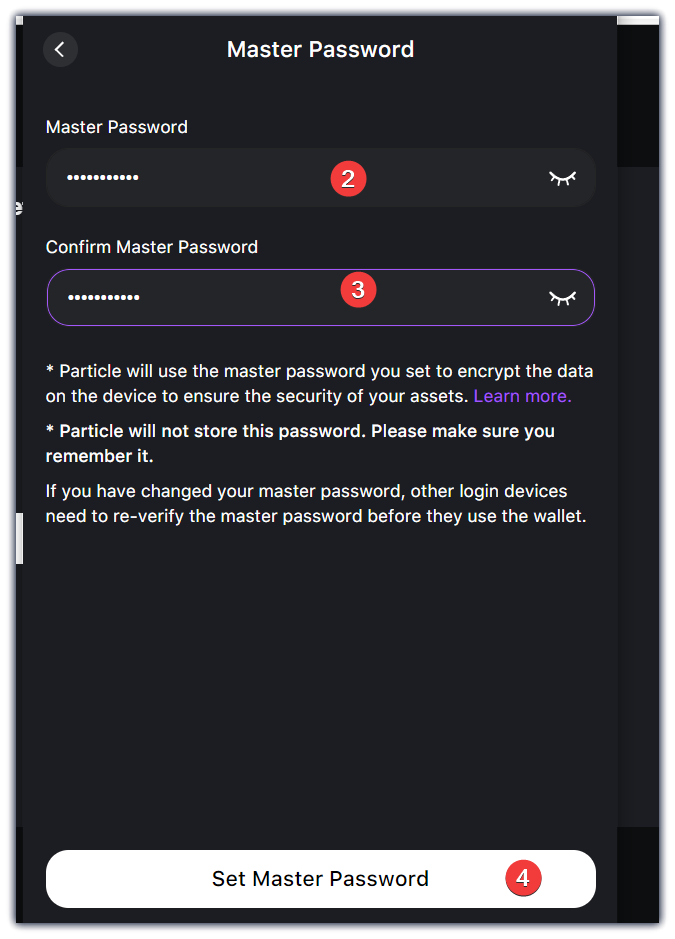 Master Password
Master Password
••••••••••• 2
Confirm Master Password
••••••••••• 3
* Particle will use the master password you set to encrypt the data
on the device to ensure the security of your assets. Learn more.
* Particle will not store this password. Please make sure you
remember it.
If you have changed your master password, other login devices
need to re-verify the master password before they use the wallet.
Set Master Password 4